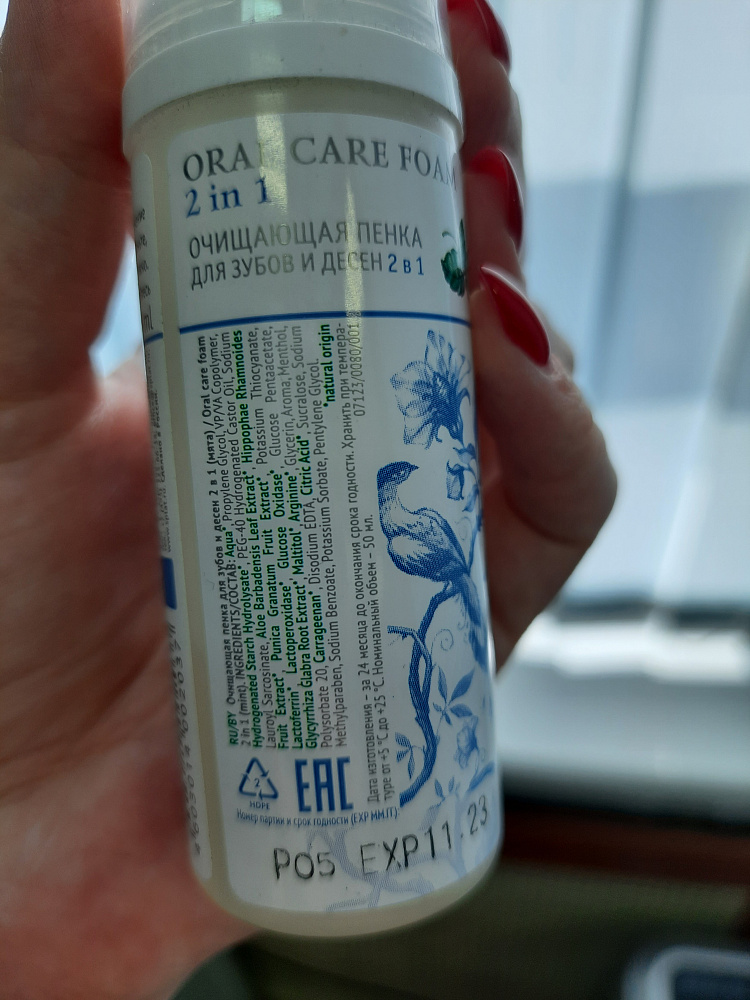 ORAL CARE FOAM
2 in 1
ОЧИЩАЮЩАЯ ПЕНКА
ДЛЯ ЗУБОВ И ДЕСЕН 2 в 1
RU/BY Очищающая пенка для зубов и десен 2 в 1 (мята) / Oral care foam
2 in 1 (mint). INGREDIENTS/СОСТАВ: Aqua*, Propylene Glycol, VP/VA Copolymer,
Hydrogenated Starch Hydrolysate*, PEG-40 Hydrogenated Castor Oil, Sodium
Lauroyl Sarcosinate, Aloe Barbadensis Leaf Extract*, Hippophae Rhamnoides
Fruit Extract*, Punica Granatum Fruit Extract*, Potassium Thiocyanate,
Lactoferrin*, Lactoperoxidase*, Glucose Oxidase*, Glucose Pentaacetate,
Glycyrrhiza Glabra Root Extract*, Maltitol*, Arginine*, Glycerin, Aroma, Menthol,
Polysorbate 20, Carrageenan*, Disodium EDTA, Citric Acid*, Sucralose, Sodium
Methylparaben, Sodium Benzoate, Potassium Sorbate, Pentylene Glycol.
*natural origin
07123/0080/001
Дата изготовления – за 24 месяца до окончания срока годности. Хранить при темпера-
туре от +5 °C до +25 °C. Номинальный объем – 50 мл.
2
HDPE
EAC
Номер партии и срок годности (EXP ММ.ГГ)
P05 EXP11.23